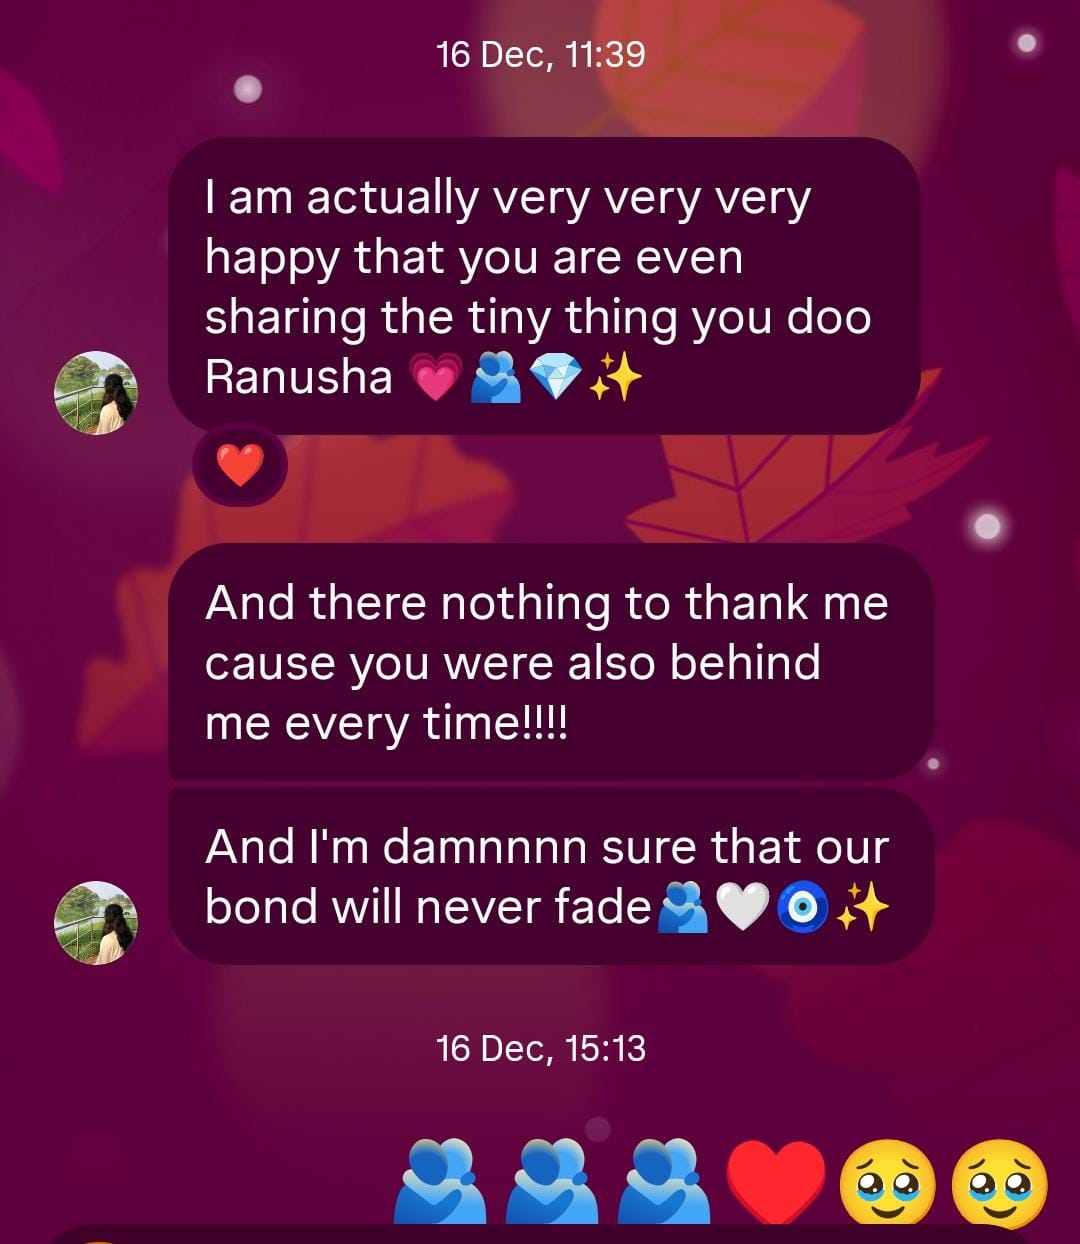 16 Dec, 11:39
I am actually very very very
happy that you are even
sharing the tiny thing you doo
Ranusha 💗🫂💎✨
❤️
And there nothing to thank me
cause you were also behind
me every time!!!!
And I'm damnnnn sure that our
bond will never fade🫂🤍🧿✨
16 Dec, 15:13
🫂🫂🫂❤️🥹🥹